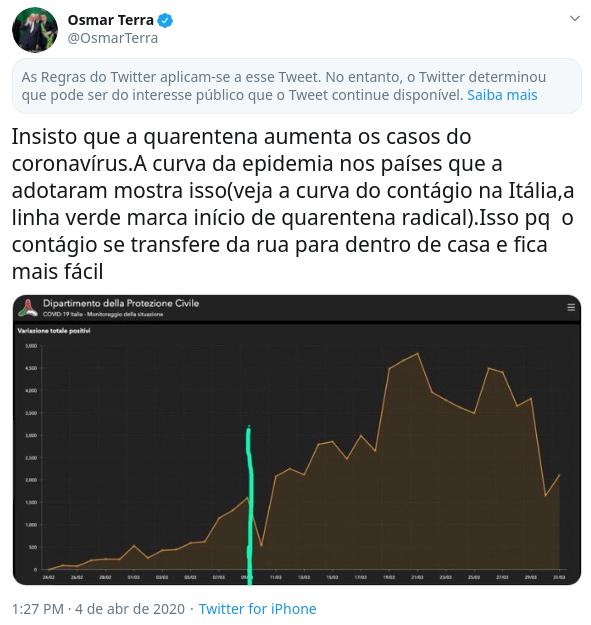 Osmar Terra
@OsmarTerra
As Regras do Twitter aplicam-se a esse Tweet. No entanto, o Twitter determinou
que pode ser do interesse público que o Tweet continue disponível. Saiba mais
Insisto que a quarentena aumenta os casos do
coronavírus.A curva da epidemia nos países que a
adotaram mostra isso(veja a curva do contágio na Itália,a
linha verde marca início de quarentena radical).Isso pq  o
contágio se transfere da rua para dentro de casa e fica
mais fácil
Dipartimento della Protezione Civile
COVID-19 Italia - Monitoraggio della situazione
Variazione totale positivi
5,000
4,500
4,000
3,500
3,000
2,500
2,000
1,500
1,000
500
0
24/02 26/02 28/02 01/03 03/03 05/03 07/03 11/03 13/03 15/03 17/03 19/03 21/03 23/03 25/03 27/03 29/03 31/03
1:27 PM · 4 de abr de 2020 · Twitter for iPhone